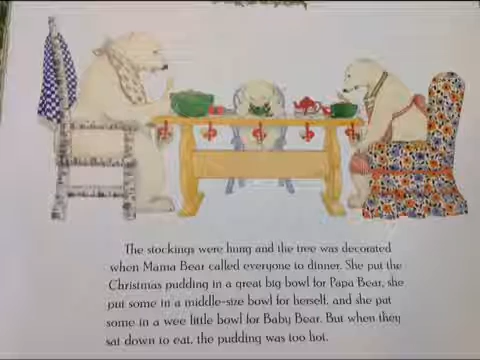 The stockings were hung and the tree was decorated
when Mama Bear called everyone to dinner. She put the
Christmas pudding in a great big bowl for Papa Bear, she
put some in a middle-size bowl for herself, and she put
some in a wee little bowl for Baby Bear. But when they
sat down to eat, the pudding was too hot.